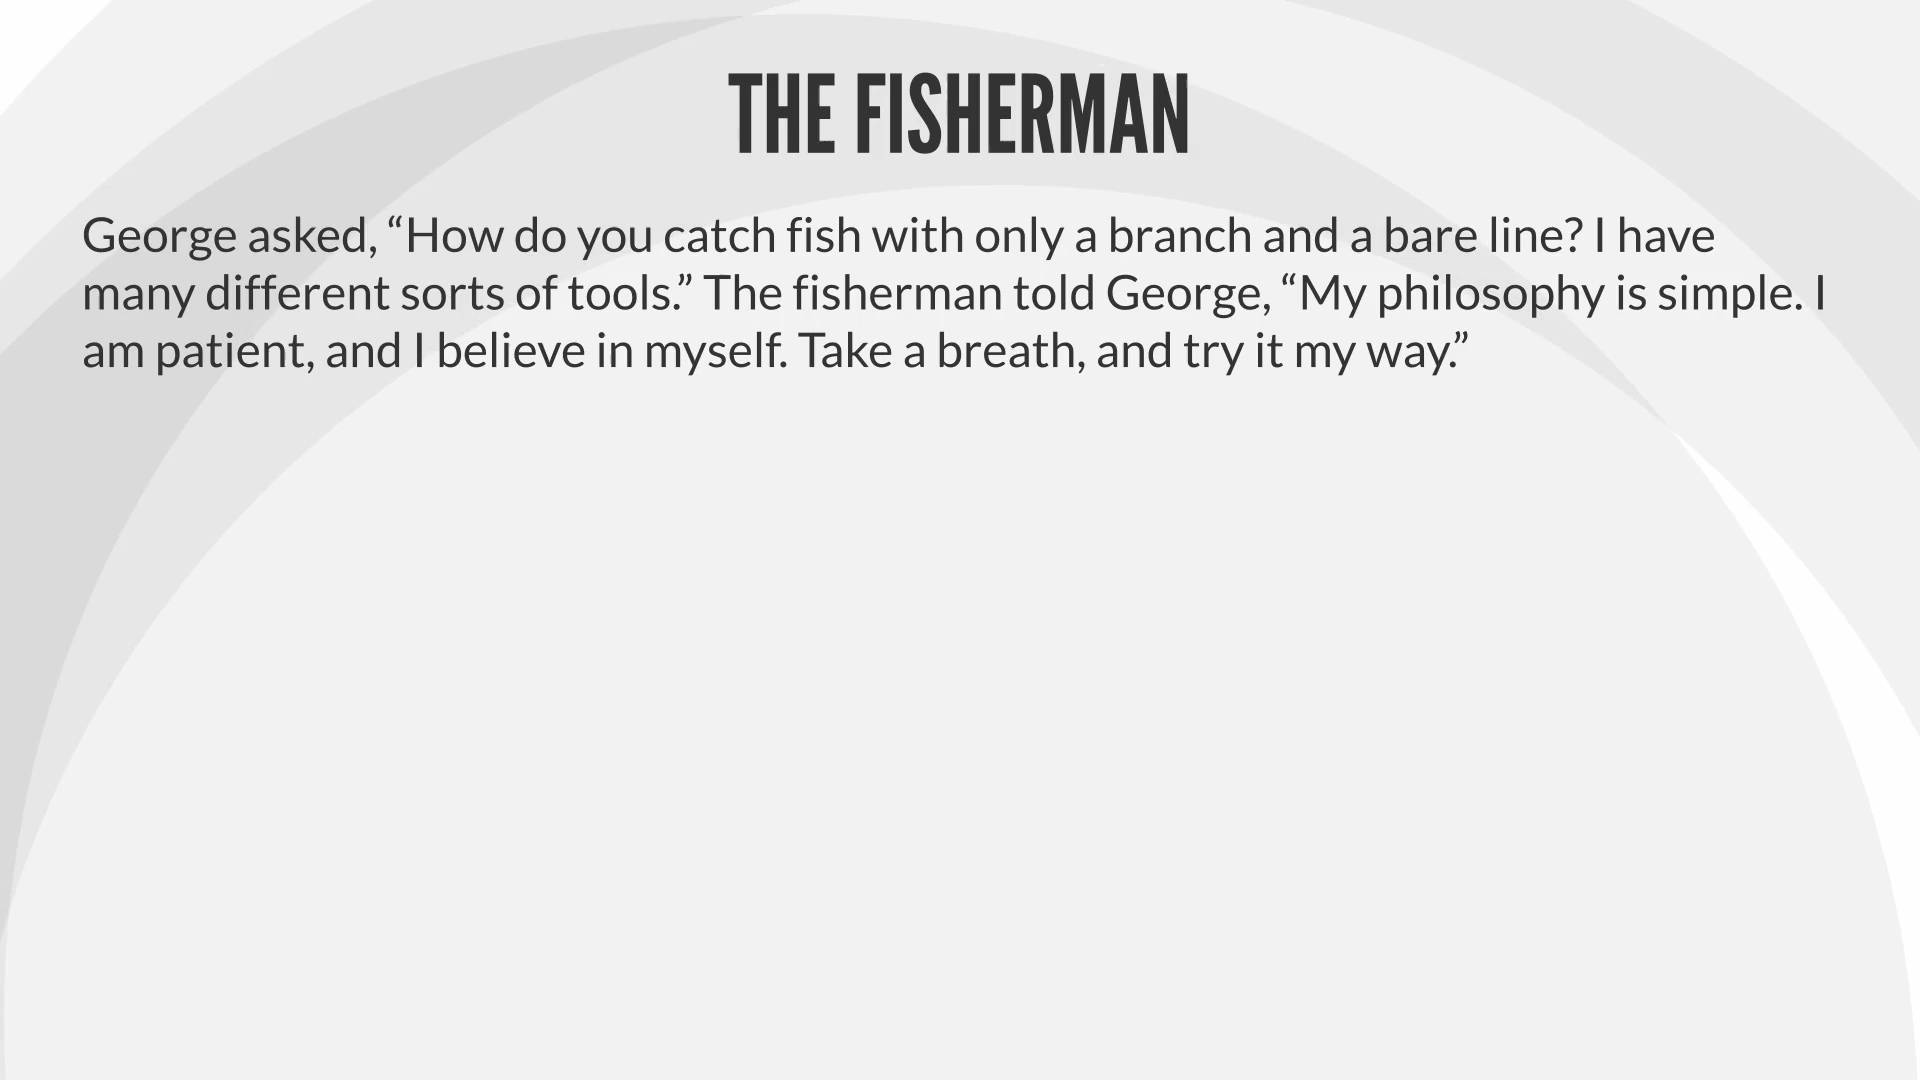 THE FISHERMAN
George asked, “How do you catch fish with only a branch and a bare line? I have
many different sorts of tools.” The fisherman told George, “My philosophy is simple. I
am patient, and I believe in myself. Take a breath, and try it my way.”